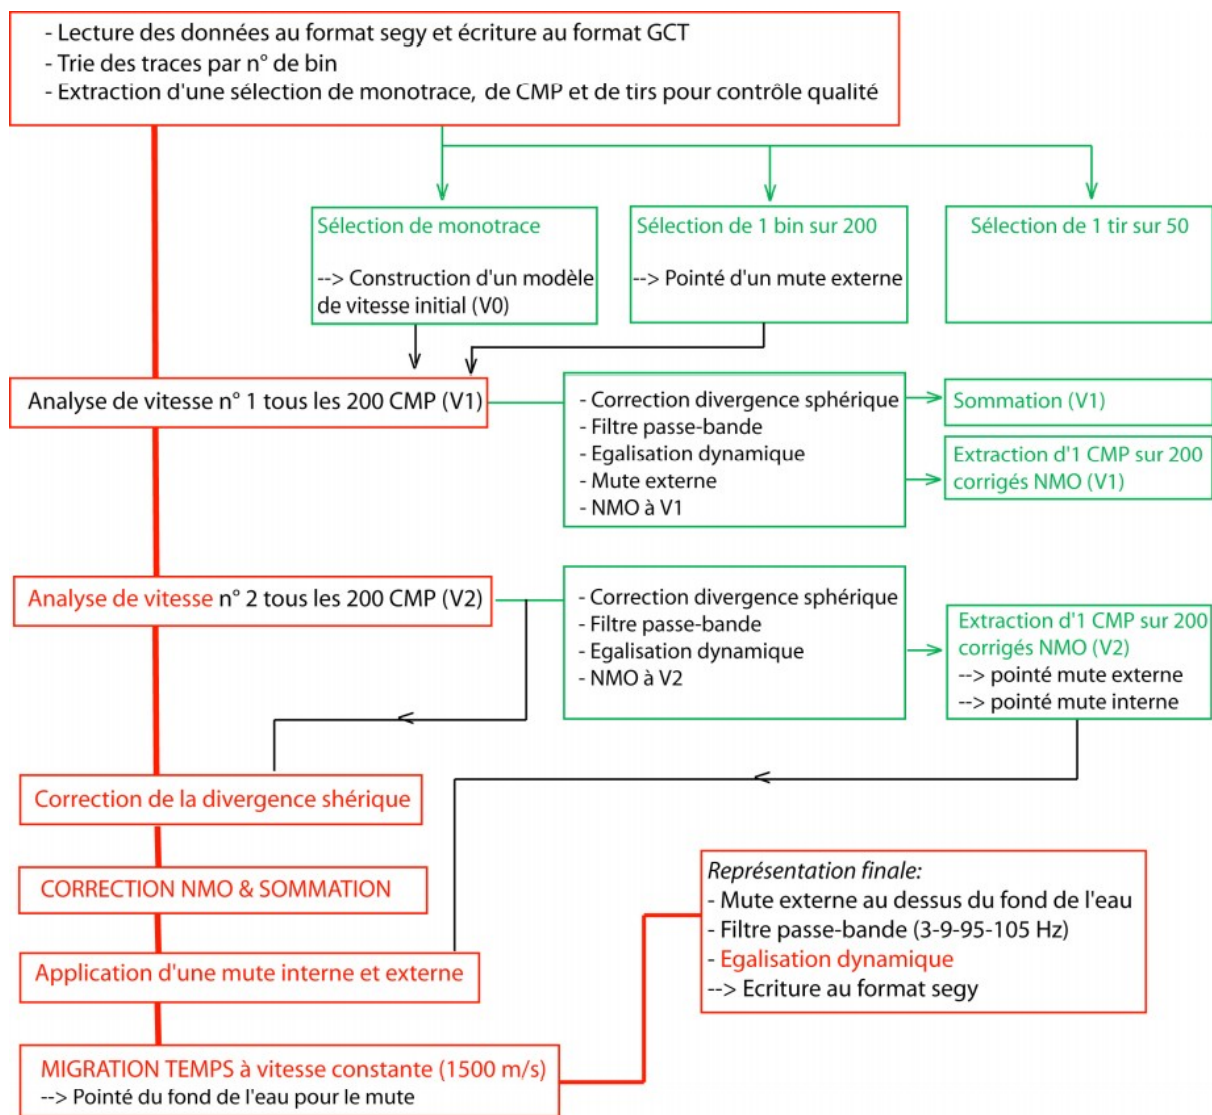 - Lecture des données au format segy et écriture au format GCT
- Trie des traces par n° de bin
- Extraction d'une sélection de monotrace, de CMP et de tirs pour contrôle qualité
Sélection de monotrace
--> Construction d'un modèle
de vitesse initial (V0)
Sélection de 1 bin sur 200
--> Pointé d'un mute externe
Sélection de 1 tir sur 50
Analyse de vitesse n° 1 tous les 200 CMP (V1)
- Correction divergence sphérique
- Filtre passe-bande
- Egalisation dynamique
- Mute externe
- NMO à V1
Sommation (V1)
Extraction d'1 CMP sur 200
corrigés NMO (V1)
Analyse de vitesse n° 2 tous les 200 CMP (V2)
- Correction divergence sphérique
- Filtre passe-bande
- Egalisation dynamique
- NMO à V2
Extraction d'1 CMP sur 200
corrigés NMO (V2)
--> pointé mute externe
--> pointé mute interne
Correction de la divergence shérique
CORRECTION NMO & SOMMATION
Application d'une mute interne et externe
MIGRATION TEMPS à vitesse constante (1500 m/s)
--> Pointé du fond de l'eau pour le mute
Représentation finale:
- Mute externe au dessus du fond de l'eau
- Filtre passe-bande (3-9-95-105 Hz)
- Egalisation dynamique
--> Ecriture au format segy